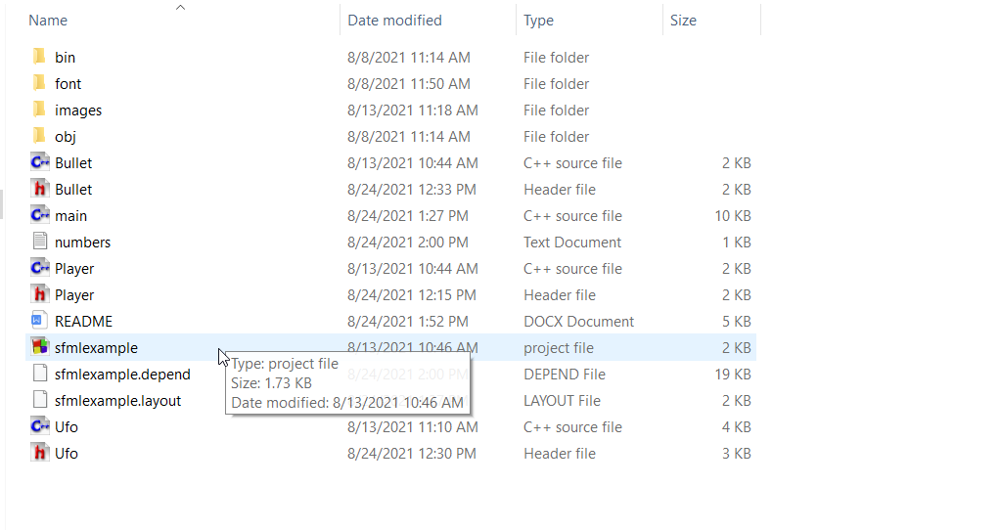 Name Date modified Type Size
bin 8/8/2021 11:14 AM File folder
font 8/8/2021 11:50 AM File folder
images 8/13/2021 11:18 AM File folder
obj 8/8/2021 11:14 AM File folder
Bullet 8/13/2021 10:44 AM C++ source file 2 KB
Bullet 8/24/2021 12:33 PM Header file 2 KB
main 8/24/2021 1:27 PM C++ source file 10 KB
numbers 8/24/2021 2:00 PM Text Document 1 KB
Player 8/13/2021 10:44 AM C++ source file 2 KB
Player 8/24/2021 12:15 PM Header file 2 KB
README 8/24/2021 1:52 PM DOCX Document 5 KB
sfmlexample 8/13/2021 10:46 AM project file 2 KB
Type: project file
sfmlexample.depend 8/24/2021 2:00 PM DEPEND File 19 KB
Size: 1.73 KB
sfmlexample.layout LAYOUT File 2 KB
Date modified: 8/13/2021 10:46 AM
Ufo 8/13/2021 11:10 AM C++ source file 4 KB
Ufo 8/24/2021 12:30 PM Header file 3 KB